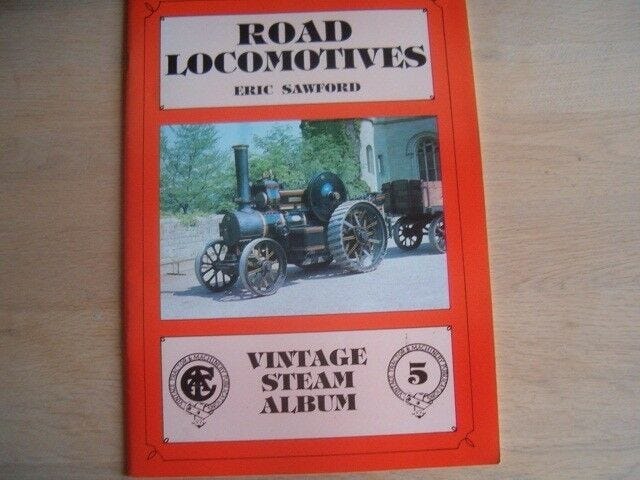 ROAD
LOCOMOTIVES
ERIC SAWFORD
VINTAGE
STEAM
ALBUM
5